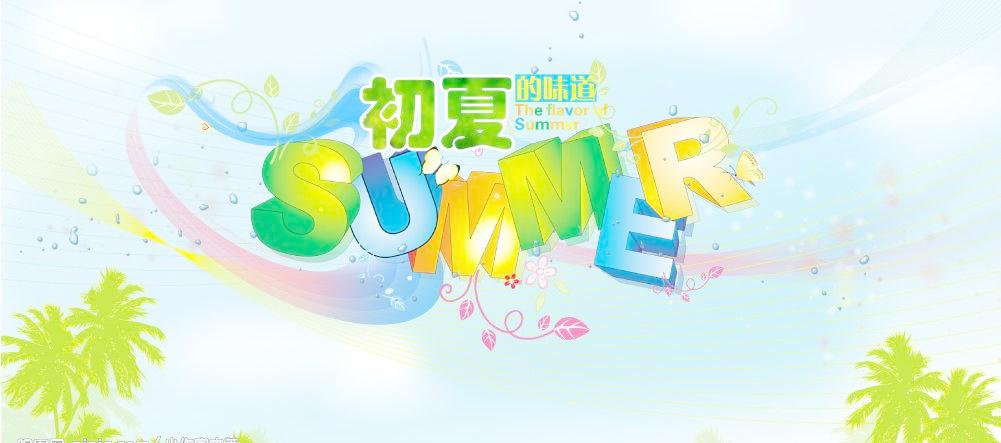 初夏的味道
The flavor of
Summer
SUMMER